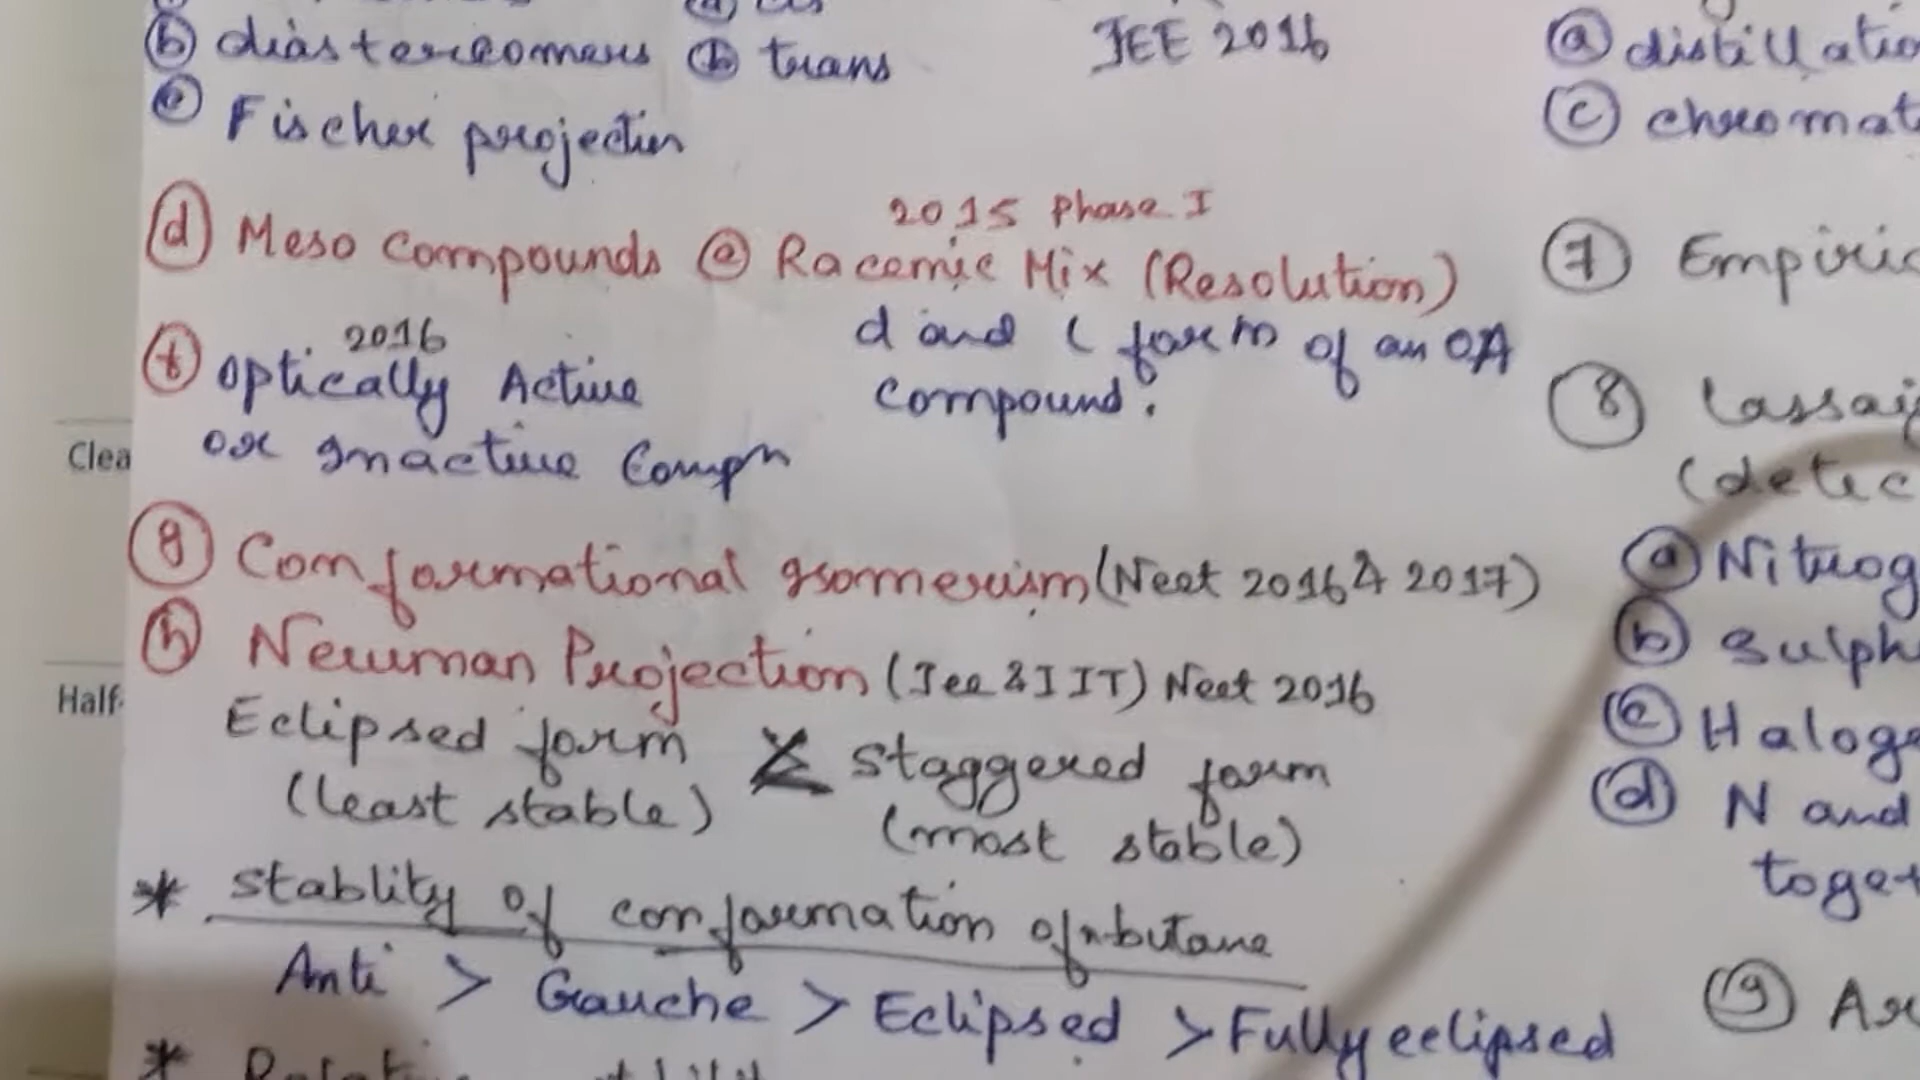 ⓑ diastereomers ⓑ trans
JEE 2016
ⓒ Fischer projection
2015 Phase I
ⓓ Meso compounds ⓔ Racemic Mix (Resolution)
d and l form of an OA
compound.
2016
ⓕ optically Active
or Inactive Compn
ⓖ Conformational Isomerism (Neet 2016 & 2017)
ⓗ Newman Projection (Jee & IIT) Neet 2016
Eclipsed form < staggered form
(least stable) (most stable)
* stablity of conformation of n-butane
Anti > Gauche > Eclipsed > Fully eclipsed
ⓐ distillatio
ⓒ chromat
⑦ Empiric
⑧ Lassaig
(detec
ⓐ Nitrog
ⓑ Sulph
ⓒ Haloge
ⓓ N and
toget
⑨ Ar
Clea
Half-